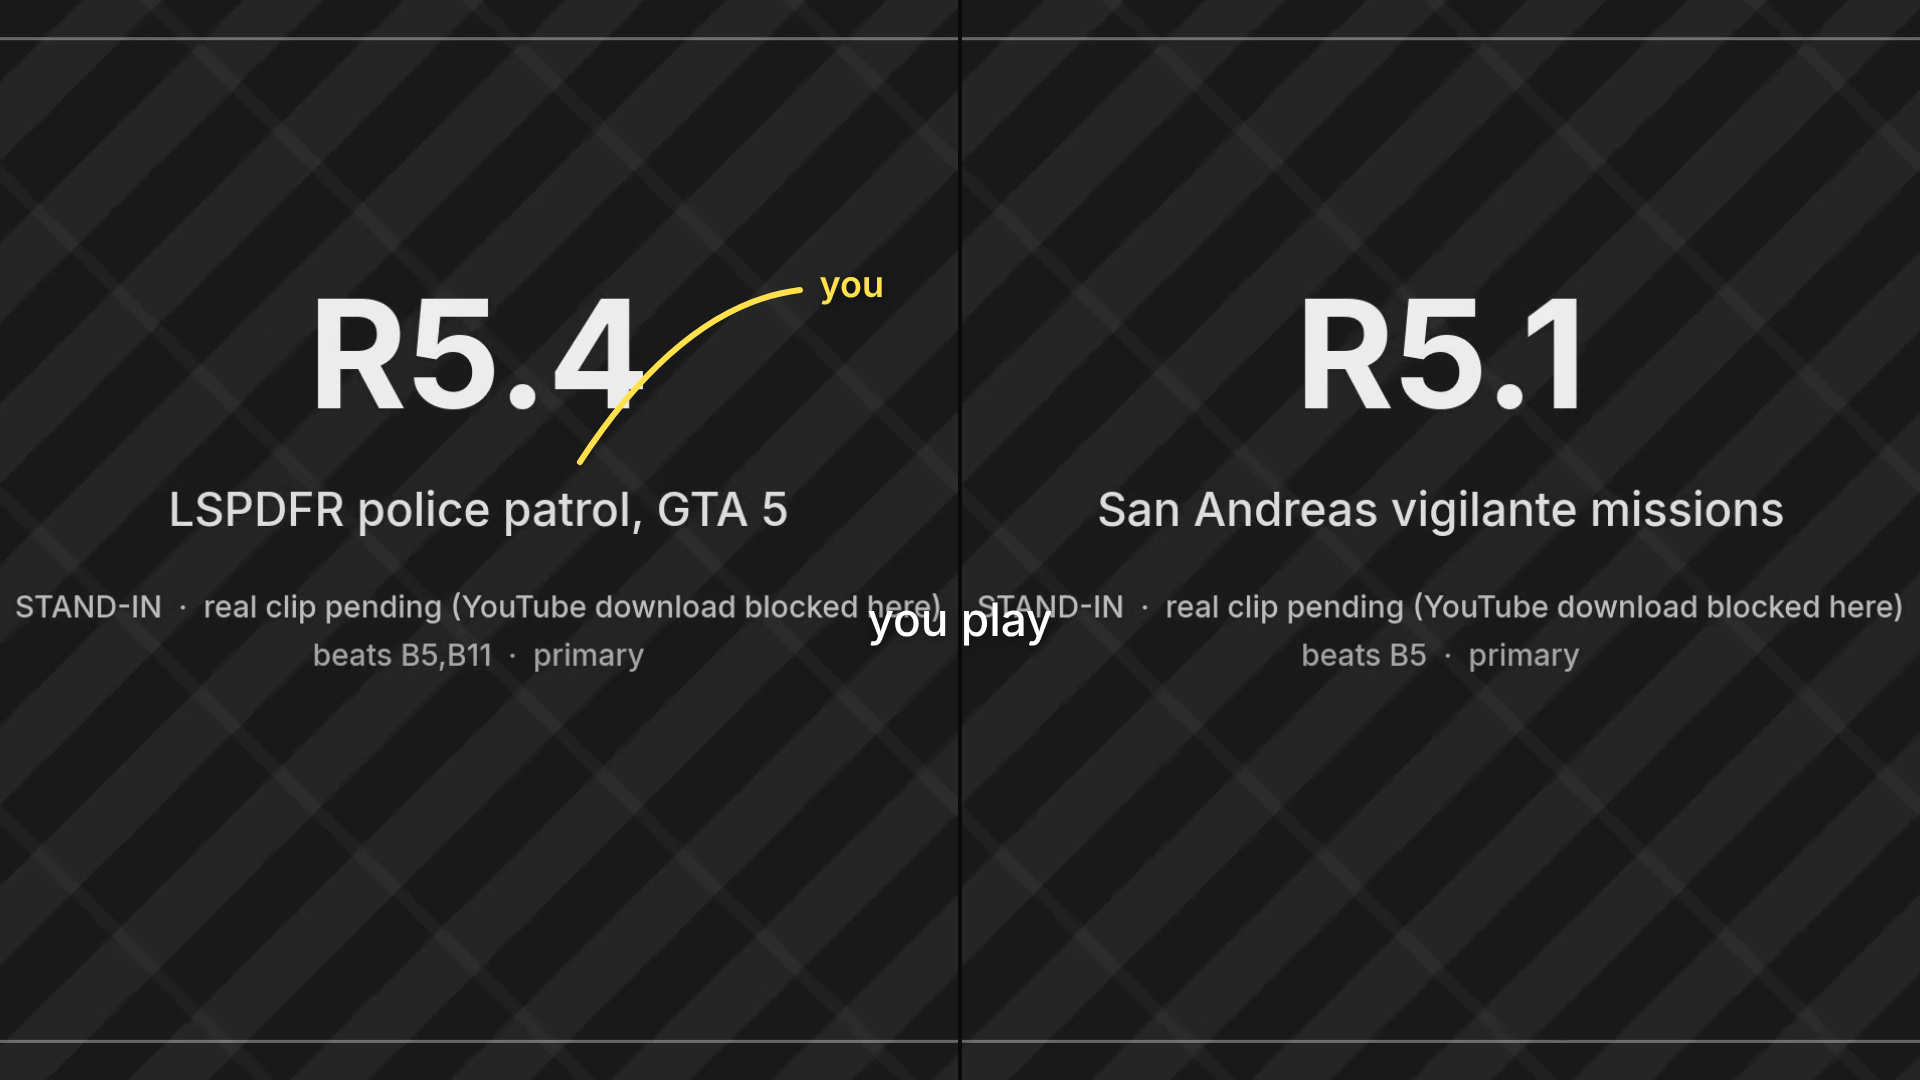 you
R5.4
LSPDFR police patrol, GTA 5
STAND-IN · real clip pending (YouTube download blocked here)
beats B5,B11 · primary
you play
R5.1
San Andreas vigilante missions
STAND-IN · real clip pending (YouTube download blocked here)
beats B5 · primary